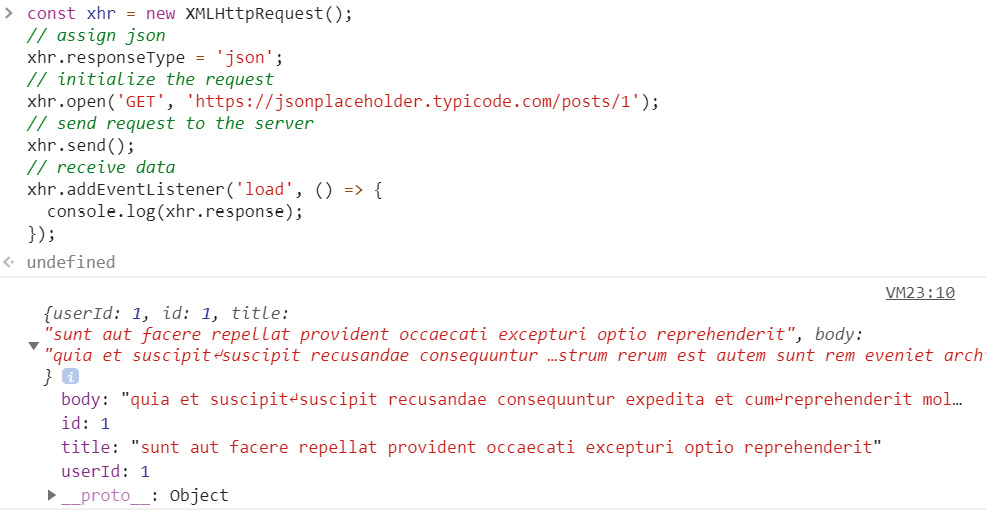 const xhr = new XMLHttpRequest();
// assign json
xhr.responseType = 'json';
// initialize the request
xhr.open('GET', 'https://jsonplaceholder.typicode.com/posts/1');
// send request to the server
xhr.send();
// receive data
xhr.addEventListener('load', () => {
  console.log(xhr.response);
});
undefined
VM23:10
{userId: 1, id: 1, title:
"sunt aut facere repellat provident occaecati excepturi optio reprehenderit", body:
"quia et suscipit↵suscipit recusandae consequuntur …strum rerum est autem sunt rem eveniet arch
} i
body: "quia et suscipit↵suscipit recusandae consequuntur expedita et cum↵reprehenderit mol…
id: 1
title: "sunt aut facere repellat provident occaecati excepturi optio reprehenderit"
userId: 1
__proto__: Object